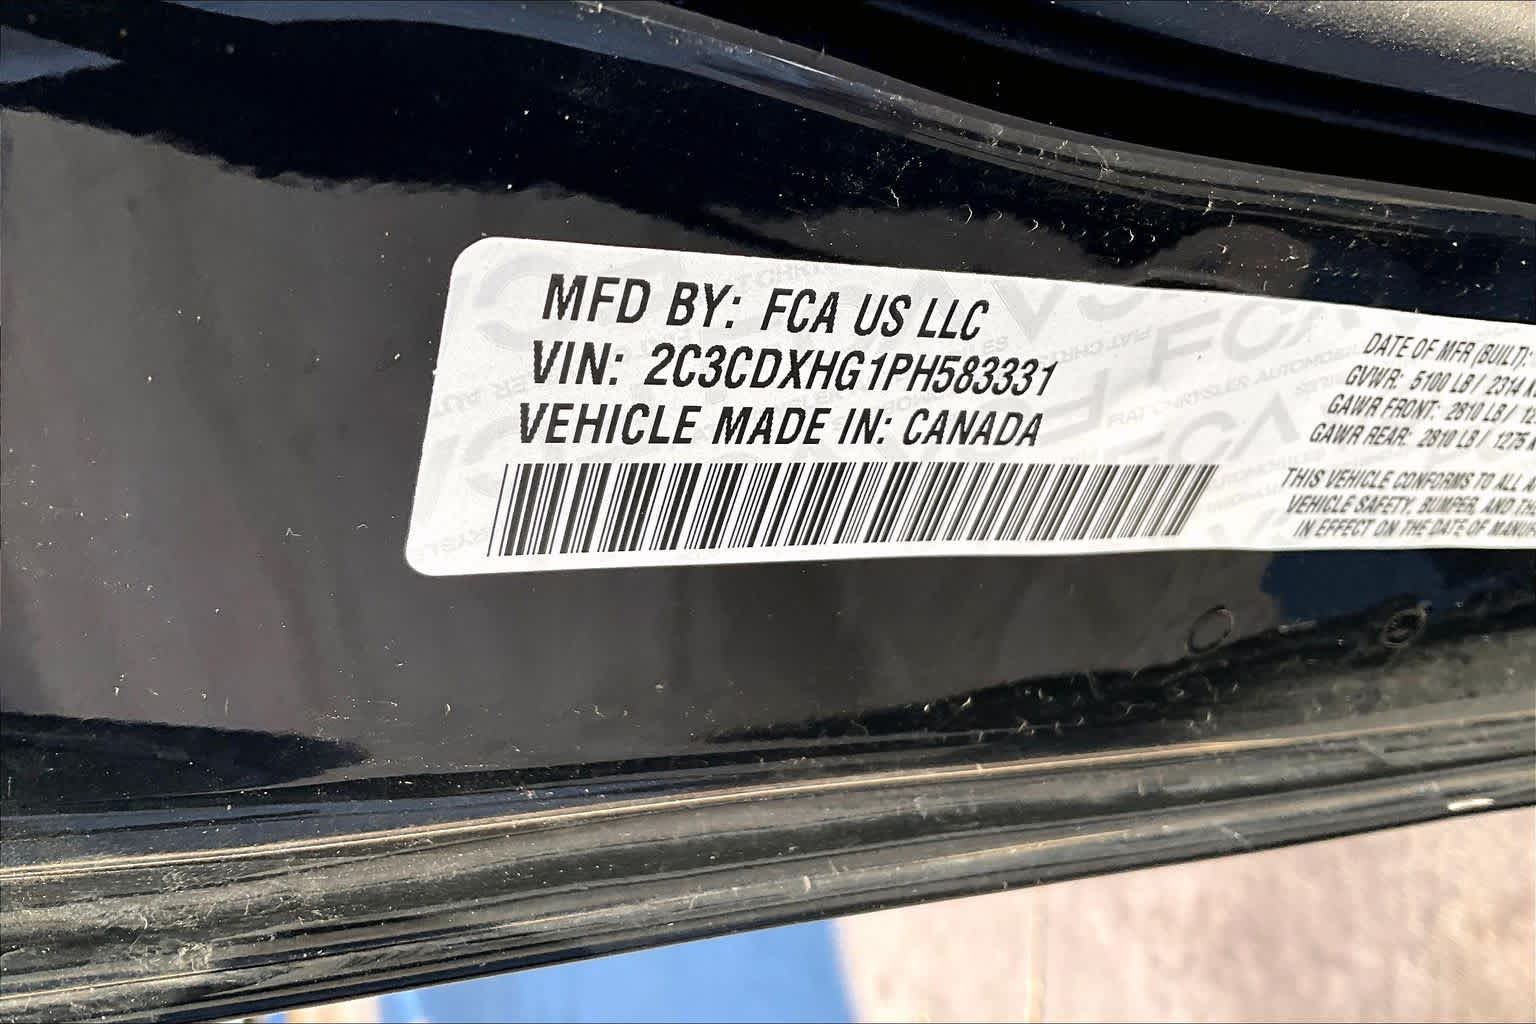 MFD BY: FCA US LLC
VIN: 2C3CDXHG1PH583331
VEHICLE MADE IN: CANADA
DATE OF MFR (BUILT):
GVWR: 5100 LB / 2314
GAWR FRONT: 2810 LB /
GAWR REAR: 2810 LB / 1275
THIS VEHICLE CONFORMS TO ALL
VEHICLE SAFETY, BUMPER, AND
IN EFFECT ON THE DATE OF